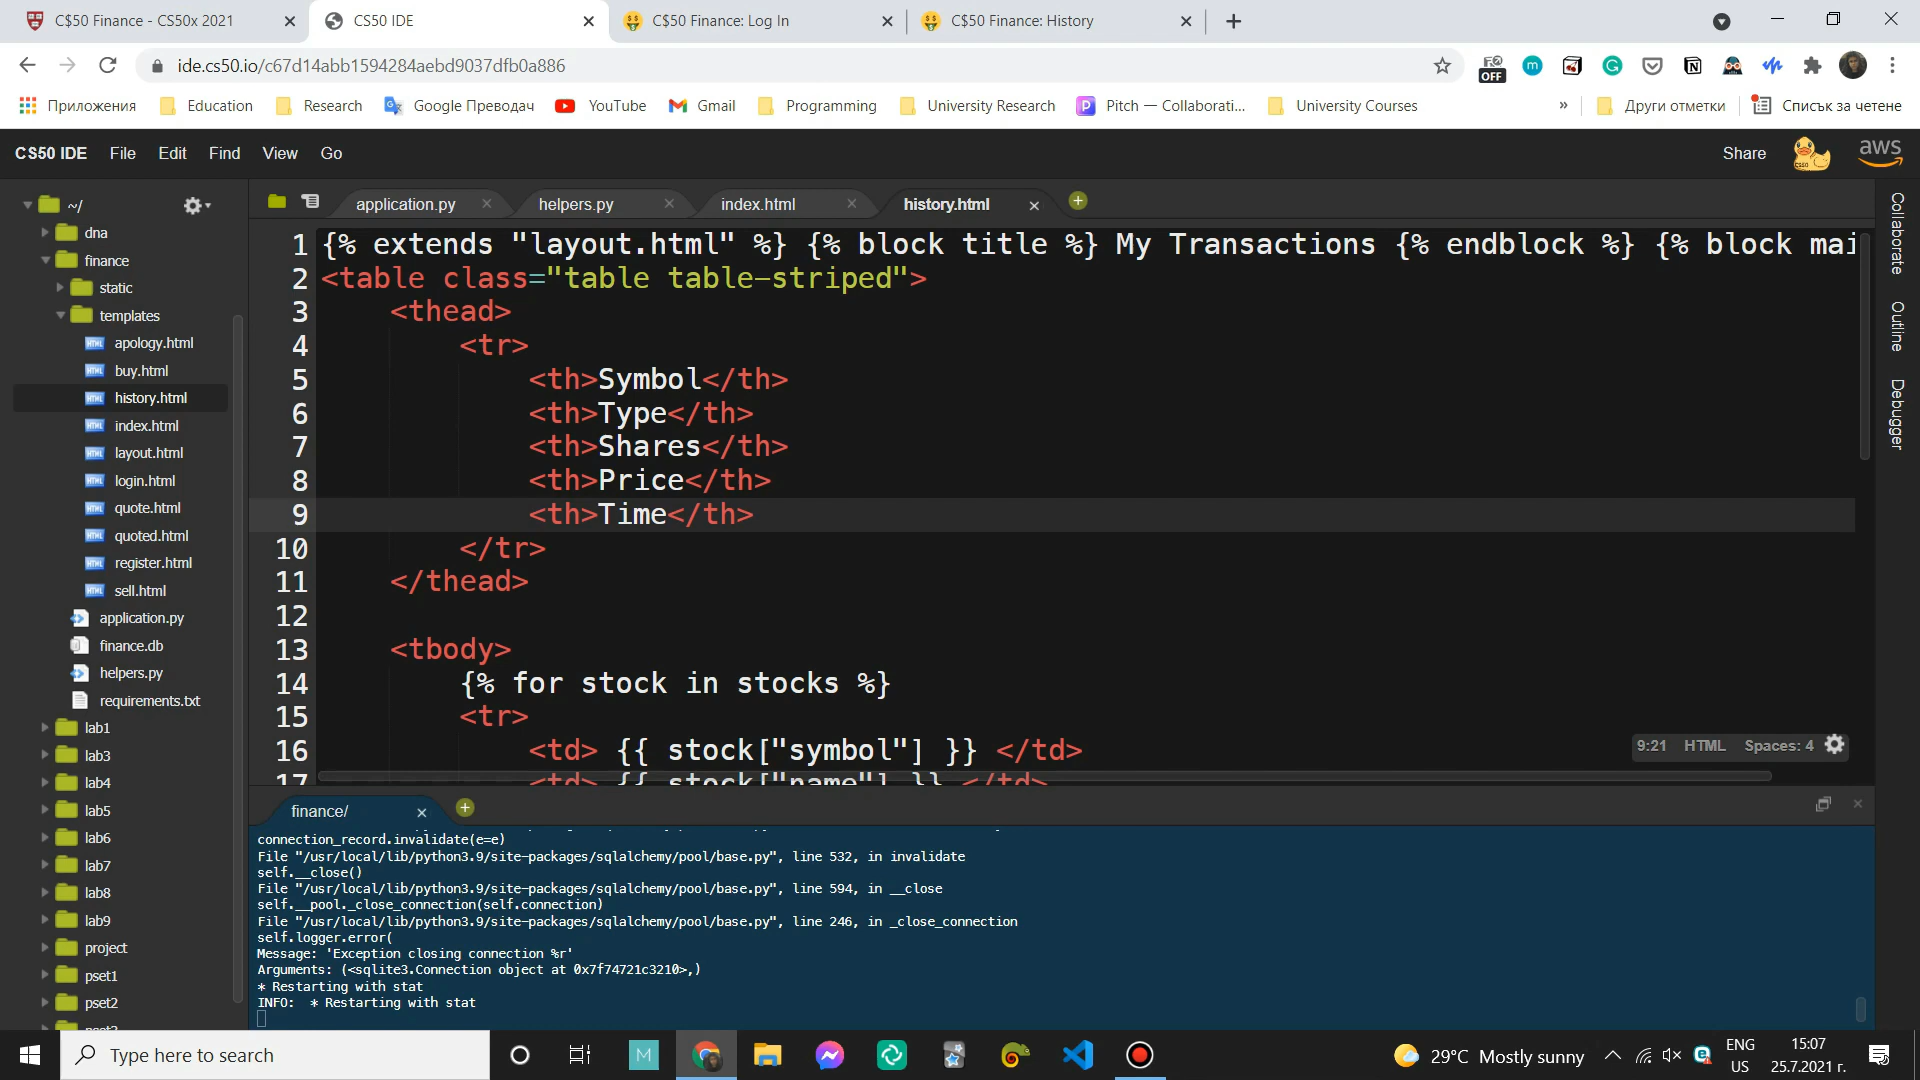 C$50 Finance - CS50x 2021
CS50 IDE
C$50 Finance: Log In
C$50 Finance: History
ide.cs50.io/c67d14abb1594284aebd9037dfb0a886
OFF
Приложения
Education
Research
Google Преводач
YouTube
Gmail
Programming
University Research
Pitch — Collaborati...
University Courses
»
Други отметки
Списък за четене
CS50 IDE File Edit Find View Go
Share
aws
~/
dna
finance
static
templates
apology.html
buy.html
history.html
index.html
layout.html
login.html
quote.html
quoted.html
register.html
sell.html
application.py
finance.db
helpers.py
requirements.txt
lab1
lab3
lab4
lab5
lab6
lab7
lab8
lab9
project
pset1
pset2
application.py
helpers.py
index.html
history.html
1 {% extends "layout.html" %} {% block title %} My Transactions {% endblock %} {% block mai
2 <table class="table table-striped">
3 <thead>
4 <tr>
5 <th>Symbol</th>
6 <th>Type</th>
7 <th>Shares</th>
8 <th>Price</th>
9 <th>Time</th>
10 </tr>
11 </thead>
12
13 <tbody>
14 {% for stock in stocks %}
15 <tr>
16 <td> {{ stock["symbol"] }} </td>
17 <td> {{ stock["name"] }} </td>
9:21 HTML Spaces: 4
Collaborate
Outline
Debugger
finance/
connection_record.invalidate(e=e)
File "/usr/local/lib/python3.9/site-packages/sqlalchemy/pool/base.py", line 532, in invalidate
self.__close()
File "/usr/local/lib/python3.9/site-packages/sqlalchemy/pool/base.py", line 594, in __close
self.__pool._close_connection(self.connection)
File "/usr/local/lib/python3.9/site-packages/sqlalchemy/pool/base.py", line 246, in _close_connection
self.logger.error(
Message: 'Exception closing connection %r'
Arguments: (<sqlite3.Connection object at 0x7f74721c3210>,)
* Restarting with stat
INFO:  * Restarting with stat
Type here to search
M
29°C Mostly sunny
ENG
US
15:07
25.7.2021 г.